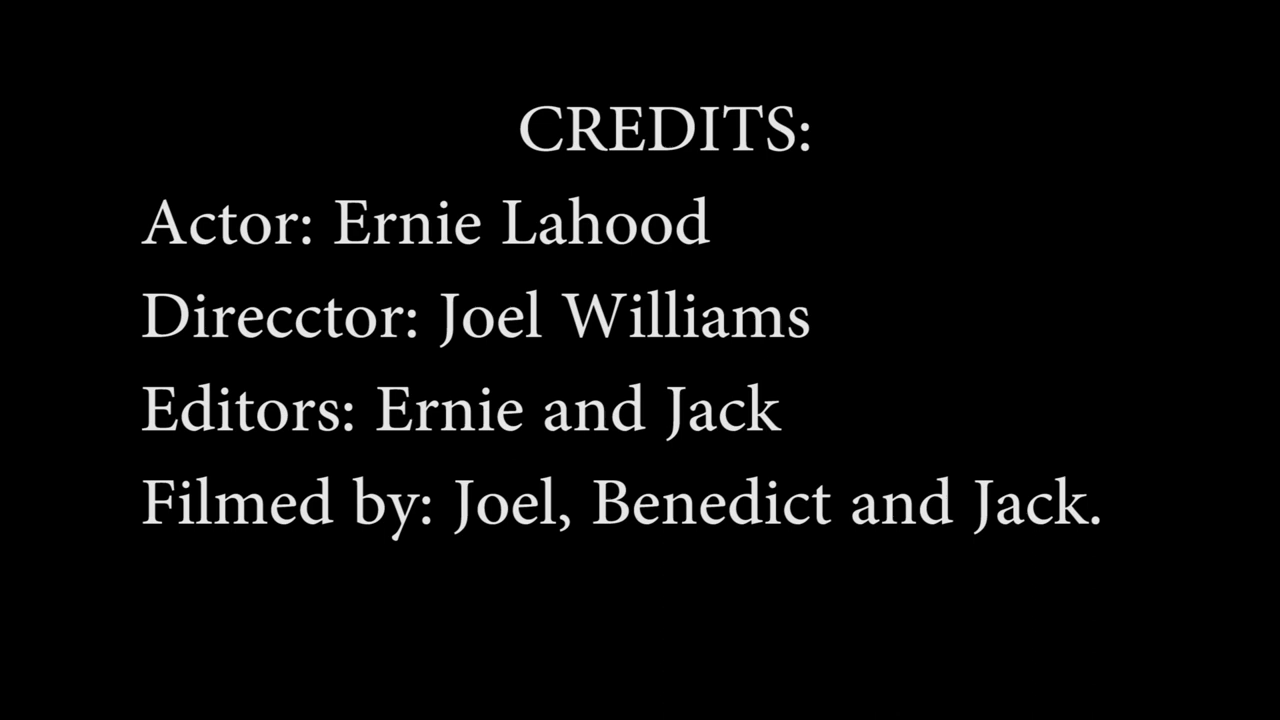 CREDITS:
Actor: Ernie Lahood
Direcctor: Joel Williams
Editors: Ernie and Jack
Filmed by: Joel, Benedict and Jack.